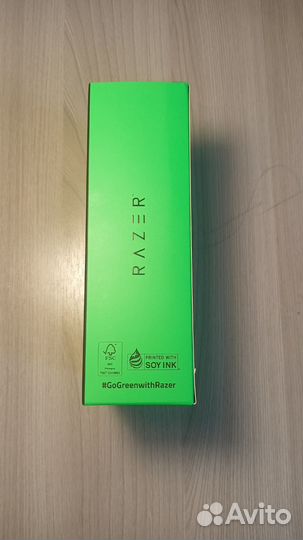 RAZER
FSC
PRINTED WITH
SOY INK
#GoGreenwithRazer
Avito